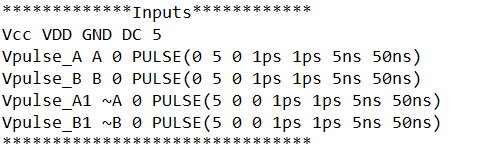 *************Inputs************
Vcc VDD GND DC 5
Vpulse_A A 0 PULSE(0 5 0 1ps 1ps 5ns 50ns)
Vpulse_B B 0 PULSE(0 5 0 1ps 1ps 5ns 50ns)
Vpulse_A1 ~A 0 PULSE(5 0 0 1ps 1ps 5ns 50ns)
Vpulse_B1 ~B 0 PULSE(5 0 0 1ps 1ps 5ns 50ns)
*******************************